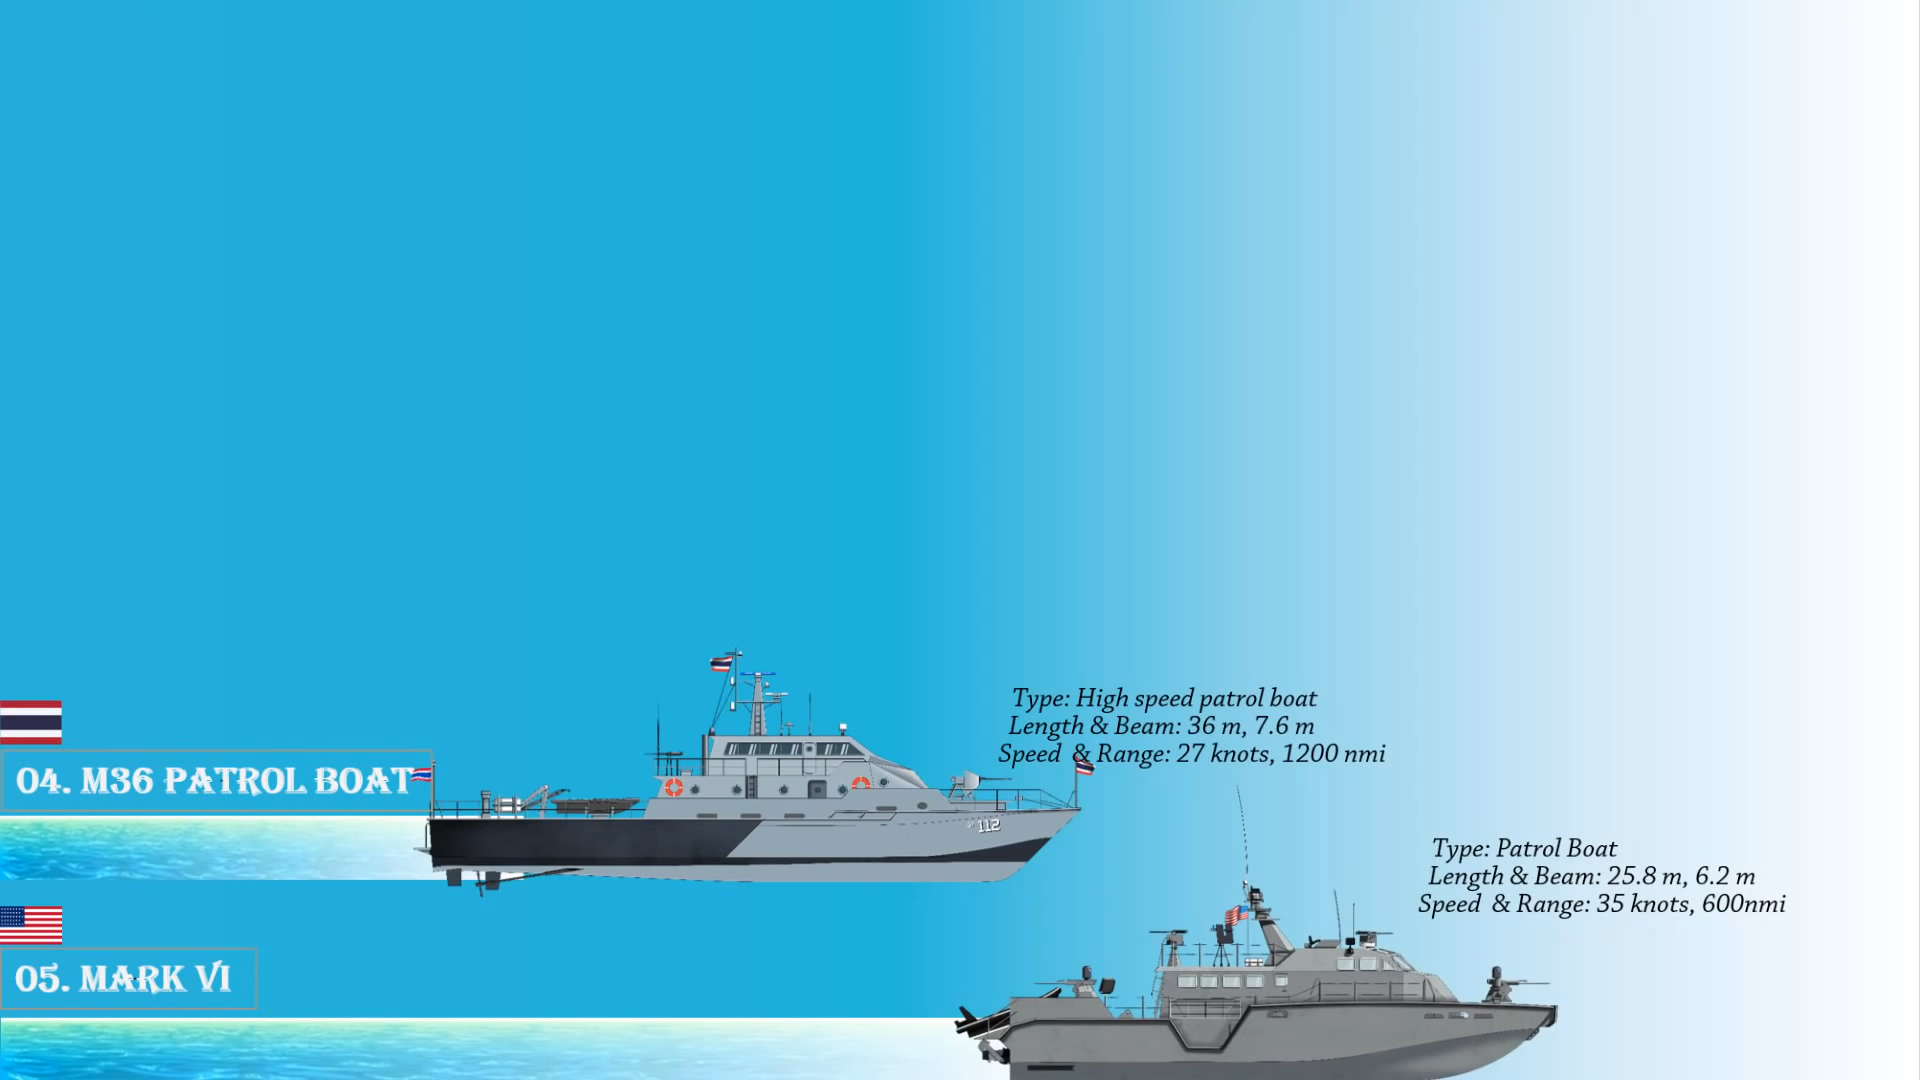 Type: High speed patrol boat
Length & Beam: 36 m, 7.6 m
Speed & Range: 27 knots, 1200 nmi
04. M36 PATROL BOAT
112
Type: Patrol Boat
Length & Beam: 25.8 m, 6.2 m
Speed & Range: 35 knots, 600nmi
05. MARK VI